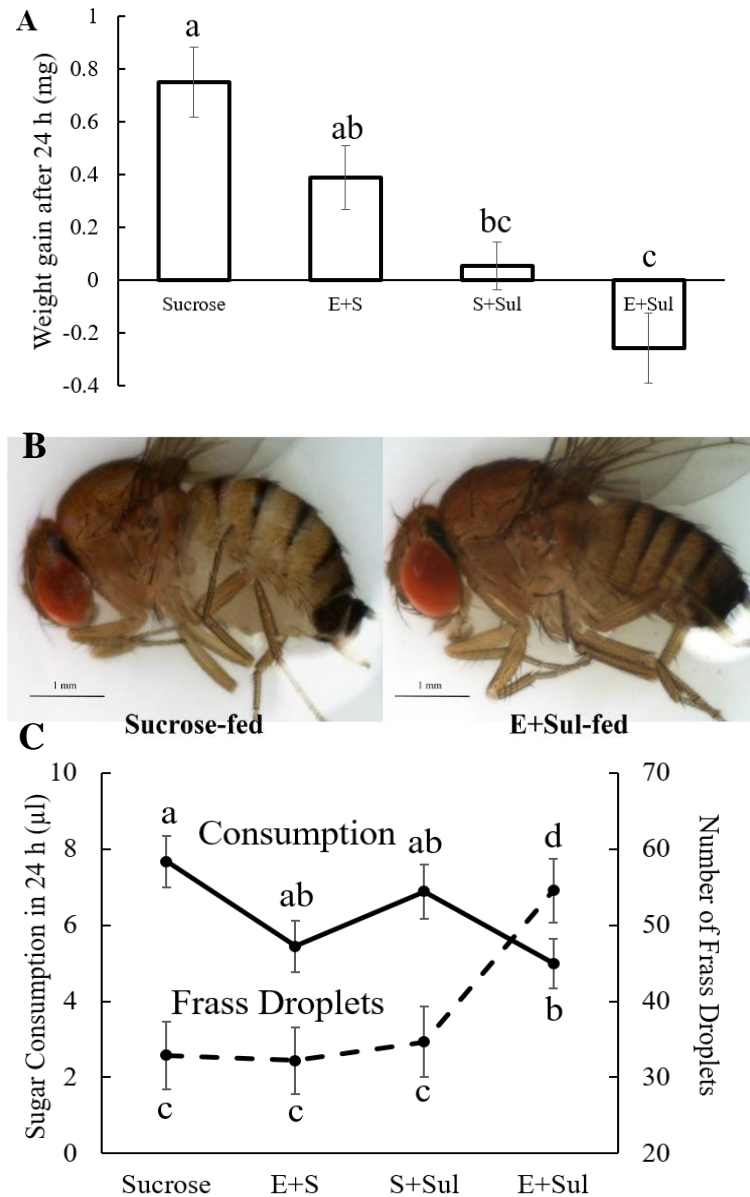 A
Weight gain after 24 h (mg)
1
0.8
0.6
0.4
0.2
0
-0.2
-0.4
a
ab
bc
c
Sucrose
E+S
S+Sul
E+Sul
B
1 mm
1 mm
Sucrose-fed
E+Sul-fed
C
Sugar Consumption in 24 h (µl)
10
8
6
4
2
0
Consumption
Frass Droplets
a
ab
ab
d
b
c
c
c
70
60
50
40
30
20
Number of Frass
Droplets
Sucrose
E+S
S+Sul
E+Sul